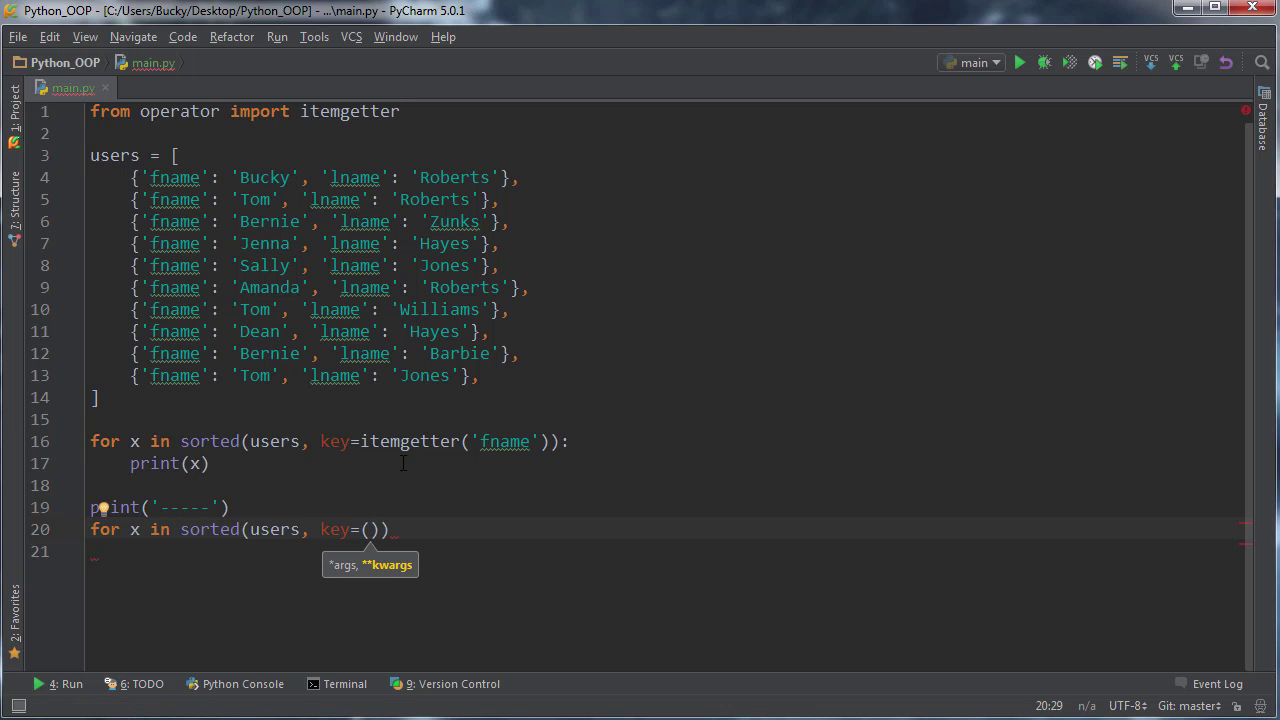 Python_OOP - [C:/Users/Bucky/Desktop/Python_OOP] - ...\main.py - PyCharm 5.0.1
File Edit View Navigate Code Refactor Run Tools VCS Window Help
Python_OOP main.py main VCS VCS
main.py
1: Project
7: Structure
2: Favorites
Database
1 from operator import itemgetter
2
3 users = [
4 {'fname': 'Bucky', 'lname': 'Roberts'},
5 {'fname': 'Tom', 'lname': 'Roberts'},
6 {'fname': 'Bernie', 'lname': 'Zunks'},
7 {'fname': 'Jenna', 'lname': 'Hayes'},
8 {'fname': 'Sally', 'lname': 'Jones'},
9 {'fname': 'Amanda', 'lname': 'Roberts'},
10 {'fname': 'Tom', 'lname': 'Williams'},
11 {'fname': 'Dean', 'lname': 'Hayes'},
12 {'fname': 'Bernie', 'lname': 'Barbie'},
13 {'fname': 'Tom', 'lname': 'Jones'},
14 ]
15
16 for x in sorted(users, key=itemgetter('fname')):
17 print(x)
18
19 print('-----')
20 for x in sorted(users, key=())
21
*args, **kwargs
4: Run 6: TODO Python Console Terminal 9: Version Control Event Log
20:29 n/a UTF-8 Git: master